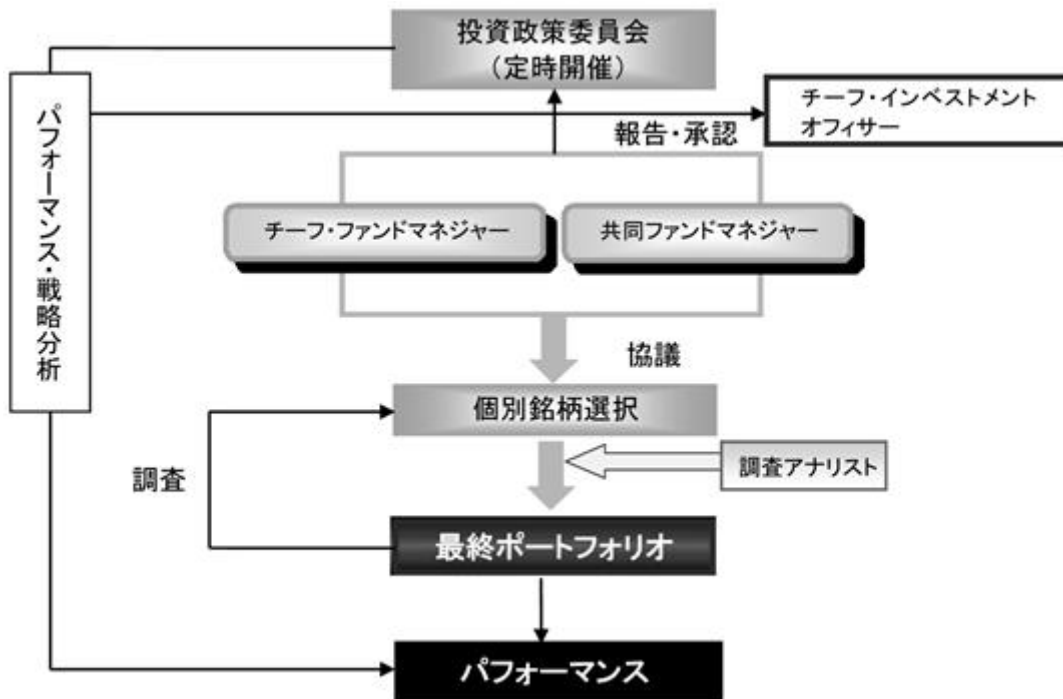 投資政策委員会
（定時開催）
チーフ・インベストメント
オフィサー
報告・承認
パフォーマンス・戦略分析
チーフ・ファンドマネジャー
共同ファンドマネジャー
協議
個別銘柄選択
調査
調査アナリスト
最終ポートフォリオ
パフォーマンス